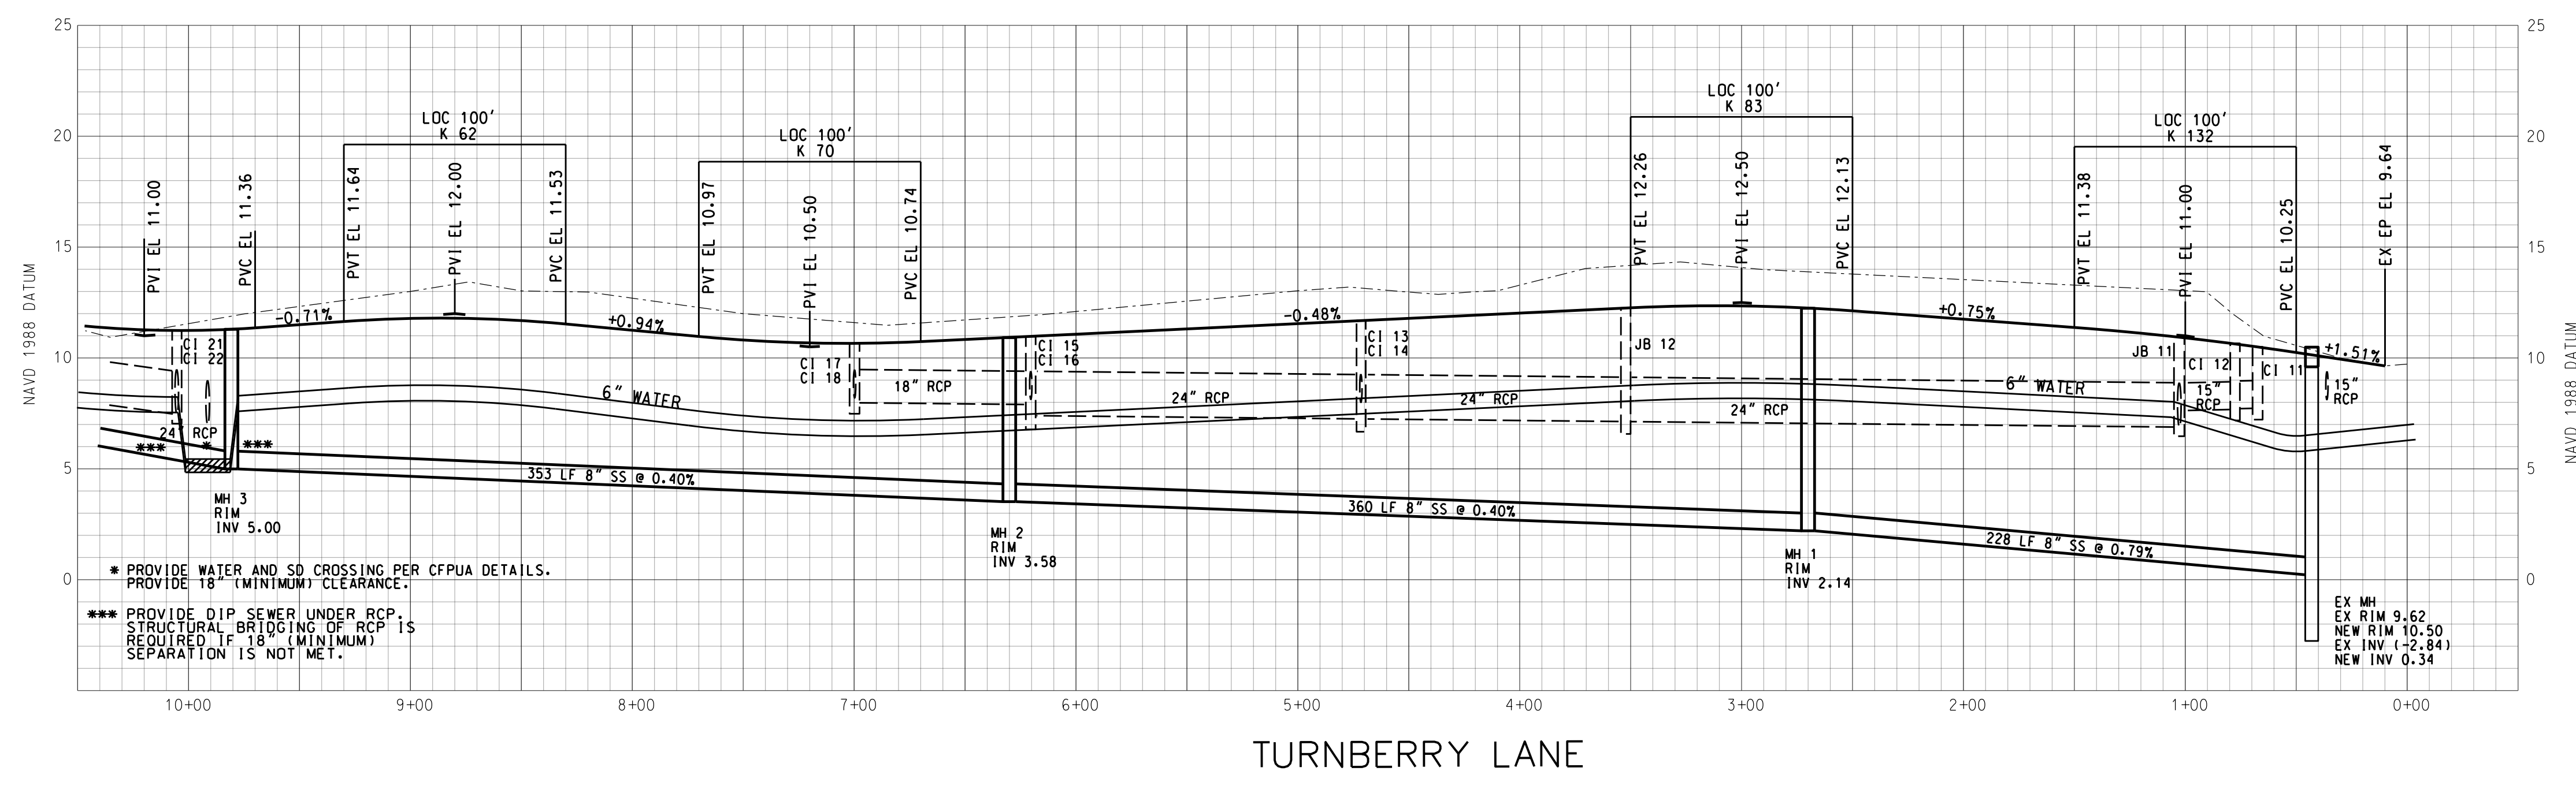 25
25
20
20
15
15
10
10
5
5
0
0
NAVD 1988 DATUM
NAVD 1988 DATUM
PVI EL 11.00
PVC EL 11.36
LOC 100'
K 62
PVT EL 11.64
PVI EL 12.00
PVC EL 11.53
LOC 100'
K 70
PVT EL 10.97
PVI EL 10.50
PVC EL 10.74
LOC 100'
K 83
PVT EL 12.26
PVI EL 12.50
PVC EL 12.13
LOC 100'
K 132
PVT EL 11.38
PVI EL 11.00
PVC EL 10.25
EX EP EL 9.64
-0.71%
+0.94%
-0.48%
+0.75%
+1.51%
CI 21
CI 22
CI 17
CI 18
CI 15
CI 16
CI 13
CI 14
JB 12
JB 11
CI 12
CI 11
24" RCP
6" WATER
18" RCP
24" RCP
24" RCP
24" RCP
6" WATER
15"
RCP
15"
RCP
***
*
***
353 LF 8" SS @ 0.40%
360 LF 8" SS @ 0.40%
228 LF 8" SS @ 0.79%
MH 3
RIM
INV 5.00
MH 2
RIM
INV 3.58
MH 1
RIM
INV 2.14
EX MH
EX RIM 9.62
NEW RIM 10.50
EX INV (-2.84)
NEW INV 0.34
* PROVIDE WATER AND SD CROSSING PER CFPUA DETAILS.
PROVIDE 18" (MINIMUM) CLEARANCE.
*** PROVIDE DIP SEWER UNDER RCP.
STRUCTURAL BRIDGING OF RCP IS
REQUIRED IF 18" (MINIMUM)
SEPARATION IS NOT MET.
10+00
9+00
8+00
7+00
6+00
5+00
4+00
3+00
2+00
1+00
0+00
TURNBERRY LANE